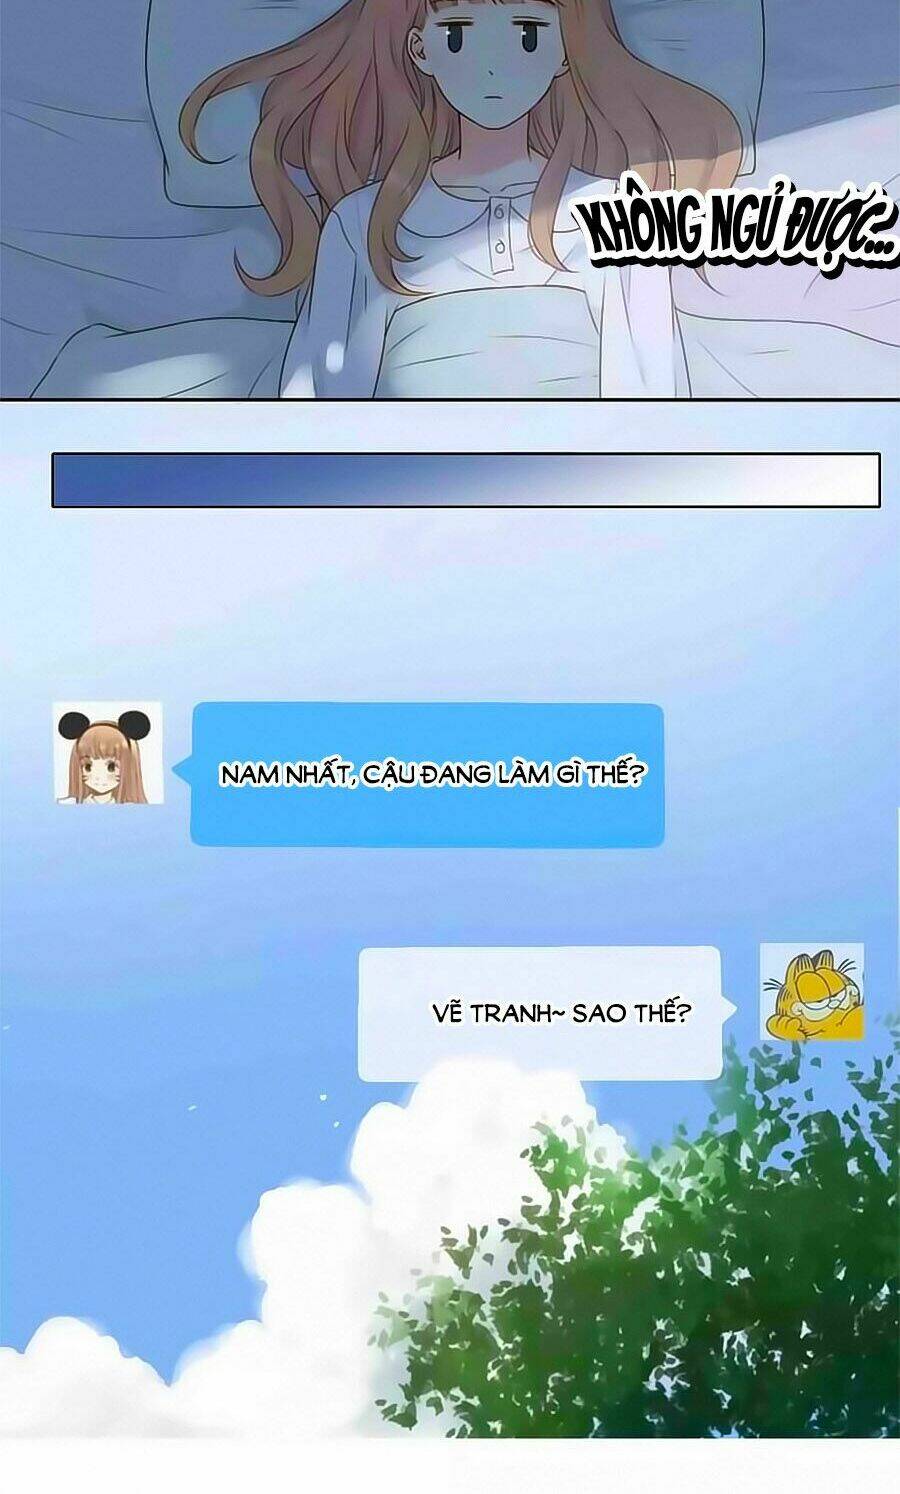 KHÔNG NGỦ ĐƯỢC...
NAM NHẤT, CẬU ĐANG LÀM GÌ THẾ?
VẼ TRANH~ SAO THẾ?